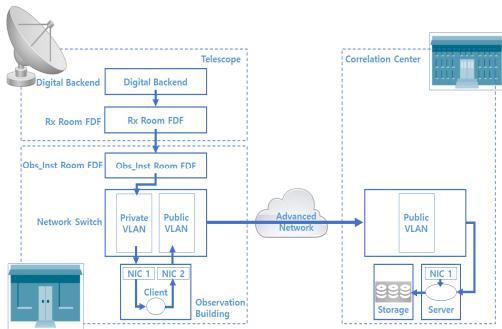 Telescope
Correlation Center
Digital Backend
Digital Backend
Rx Room FDF
Rx Room FDF
Obs_Inst Room FDF
Obs_Inst Room FDF
Network Switch
Private
VLAN
Public
VLAN
Advanced
Network
Public
VLAN
NIC 1
NIC 2
Client
Observation
Building
NIC 1
Storage
Server